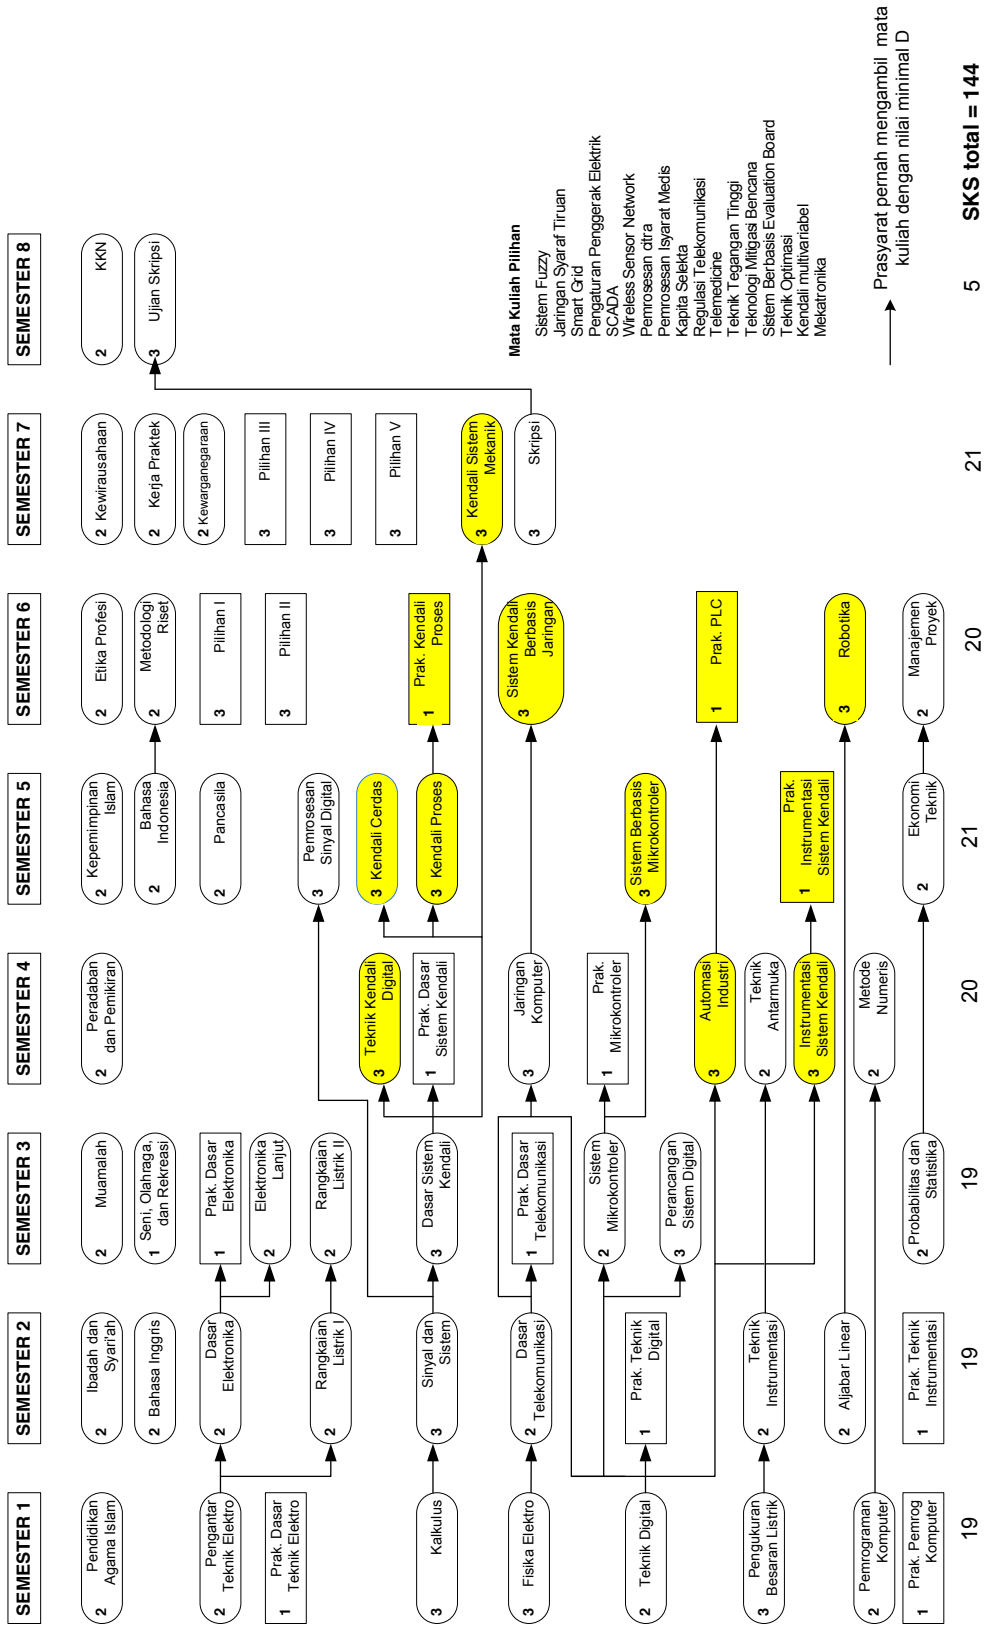 SEMESTER 1
2
Pendidikan
Agama Islam
2
Pengantar
Teknik Elektro
1
Prak. Dasar
Teknik Elektro
3
Kalkulus
3
Fisika Elektro
2
Teknik Digital
3
Pengukuran
Besaran Listrik
2
Pemrograman
Komputer
1
Prak. Pemrog
Komputer
19
SEMESTER 2
2
Ibadah dan
Syari'ah
2
Bahasa Inggris
2
Dasar
Elektronika
2
Rangkaian
Listrik I
3
Sinyal dan
Sistem
2
Dasar
Telekomunikasi
1
Prak. Teknik
Digital
2
Teknik
Instrumentasi
2
Aljabar Linear
1
Prak. Teknik
Instrumentasi
19
SEMESTER 3
2
Muamalah
1
Seni, Olahraga,
dan Rekreasi
1
Prak. Dasar
Elektronika
2
Elektronika
Lanjut
2
Rangkaian
Listrik II
3
Dasar Sistem
Kendali
1
Prak. Dasar
Telekomunikasi
2
Sistem
Mikrokontroler
3
Perancangan
Sistem Digital
2
Probabilitas dan
Statistika
19
SEMESTER 4
2
Peradaban
dan Pemikiran
3
Teknik Kendali
Digital
1
Prak. Dasar
Sistem Kendali
3
Jaringan
Komputer
1
Prak.
Mikrokontroler
3
Automasi
Industri
2
Teknik
Antarmuka
3
Instrumentasi
Sistem Kendali
2
Metode
Numeris
20
SEMESTER 5
2
Kepemimpinan
Islam
2
Bahasa
Indonesia
2
Pancasila
3
Pemrosesan
Sinyal Digital
3
Kendali Cerdas
3
Kendali Proses
3
Sistem Berbasis
Mikrokontroler
1
Prak.
Instrumentasi
Sistem Kendali
2
Ekonomi
Teknik
21
SEMESTER 6
2
Etika Profesi
2
Metodologi
Riset
3
Pilihan I
3
Pilihan II
1
Prak. Kendali
Proses
3
Sistem Kendali
Berbasis
Jaringan
1
Prak. PLC
3
Robotika
2
Manajemen
Proyek
20
SEMESTER 7
2
Kewirausahaan
2
Kerja Praktek
2
Kewarganegaraan
3
Pilihan III
3
Pilihan IV
3
Pilihan V
3
Kendali Sistem
Mekanik
3
Skripsi
21
SEMESTER 8
2
KKN
3
Ujian Skripsi
5
Mata Kuliah Pilihan
Sistem Fuzzy
Jaringan Syaraf Tiruan
Smart Grid
Pengaturan Penggerak Elektrik
SCADA
Wireless Sensor Network
Pemrosesan citra
Pemrosesan Isyarat Medis
Kapita Selekta
Regulasi Telekomunikasi
Telemedicine
Teknik Tegangan Tinggi
Teknologi Mitigasi Bencana
Sistem Berbasis Evaluation Board
Teknik Optimasi
Kendali multivariabel
Mekatronika
Prasyarat pernah mengambil mata
kuliah dengan nilai minimal D
SKS total = 144